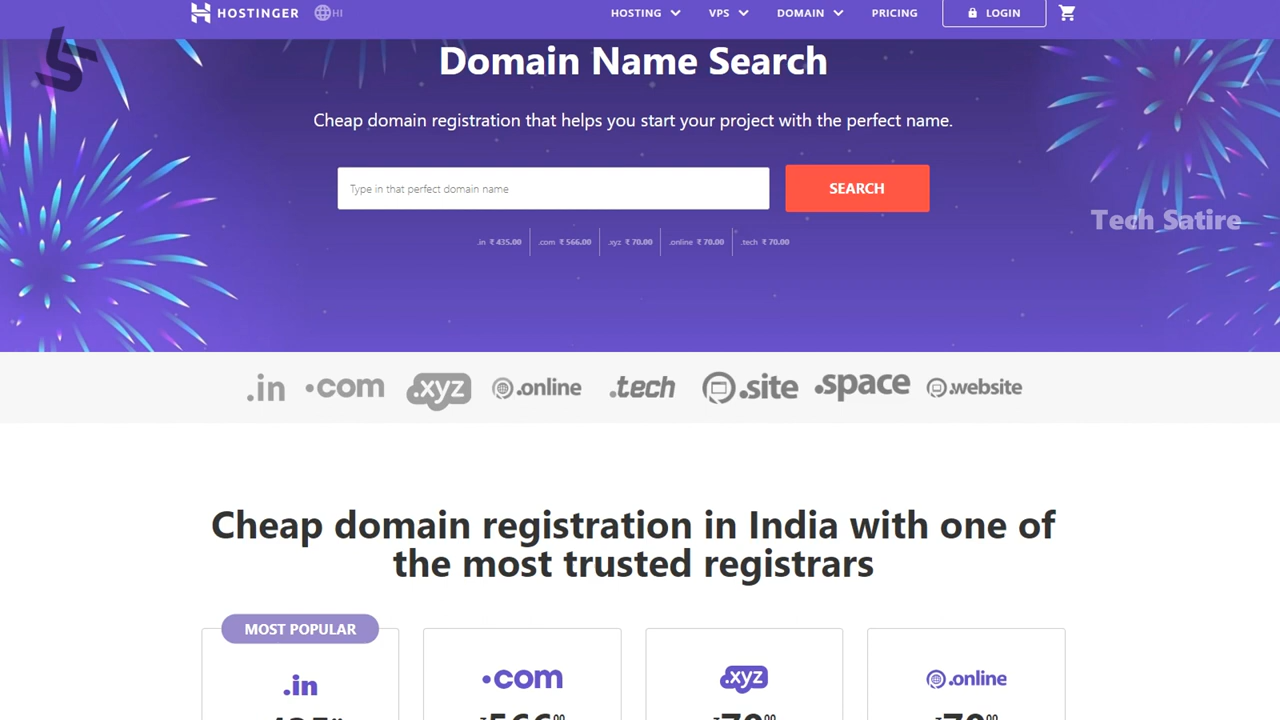 HOSTINGER HI HOSTING VPS DOMAIN PRICING LOGIN
Domain Name Search
Cheap domain registration that helps you start your project with the perfect name.
Type in that perfect domain name SEARCH
Tech Satire
.in ₹ 435.00 .com ₹ 566.00 .xyz ₹ 70.00 .online ₹ 70.00 .tech ₹ 70.00
.in .com .xyz .online .tech .site .space .website
Cheap domain registration in India with one of
the most trusted registrars
MOST POPULAR
.in .com .xyz .online